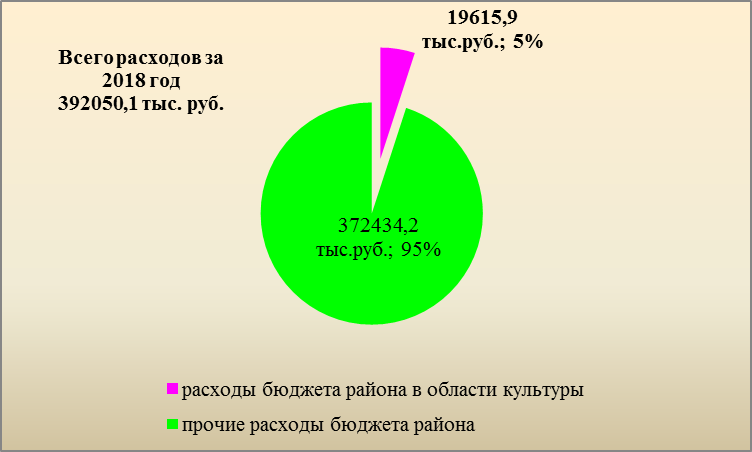 Всего расходов за
2018 год
392050,1 тыс. руб.
19615,9
тыс.руб.; 5%
372434,2
тыс.руб.; 95%
расходы бюджета района в области культуры
прочие расходы бюджета района